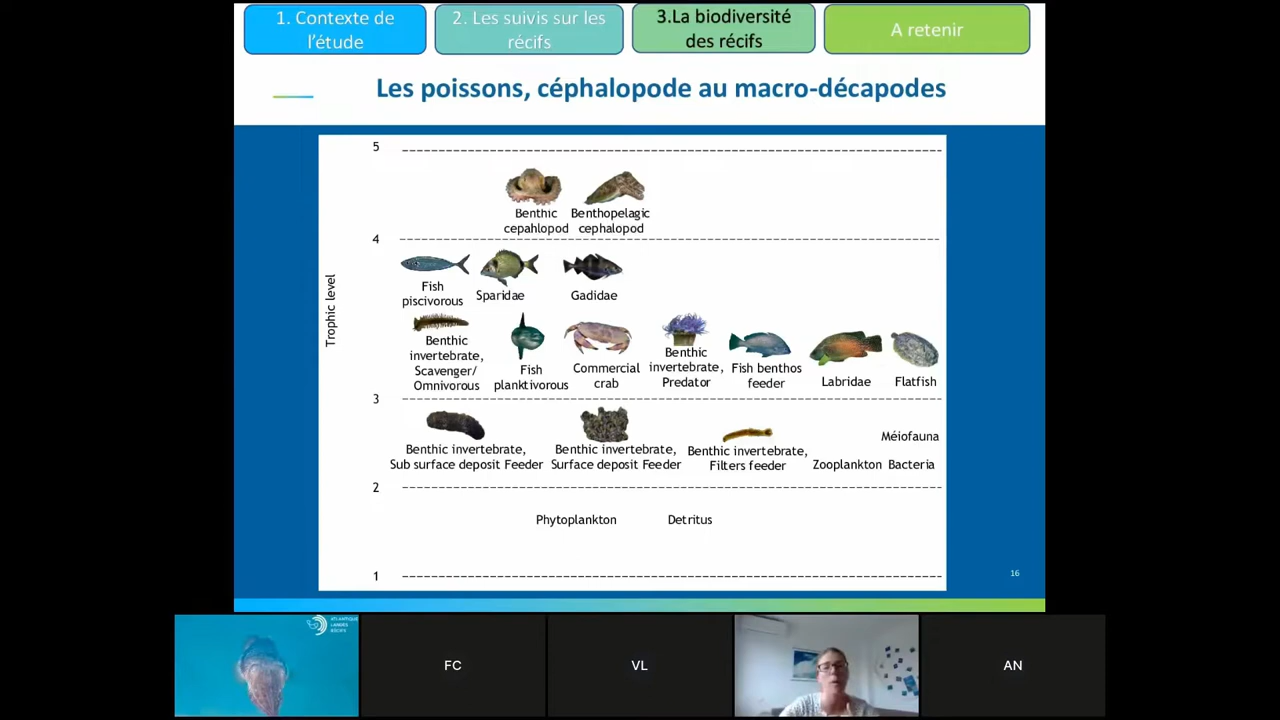 1. Contexte de
l'étude
2. Les suivis sur les
récifs
3.La biodiversité
des récifs
A retenir
Les poissons, céphalopode au macro-décapodes
5
Benthic
cepahlopod
Benthopelagic
cephalopod
4
Trophic level
Fish
piscivorous
Sparidae
Gadidae
Benthic
invertebrate,
Scavenger/
Omnivorous
Fish
planktivorous
Commercial
crab
Benthic
invertebrate,
Predator
Fish benthos
feeder
Labridae
Flatfish
3
Benthic invertebrate,
Sub surface deposit Feeder
Benthic invertebrate,
Surface deposit Feeder
Benthic invertebrate,
Filters feeder
Méiofauna
Zooplankton
Bacteria
2
Phytoplankton
Detritus
1
16
ATLANTIQUE
LANDES
RÉCIFS
FC
VL
AN